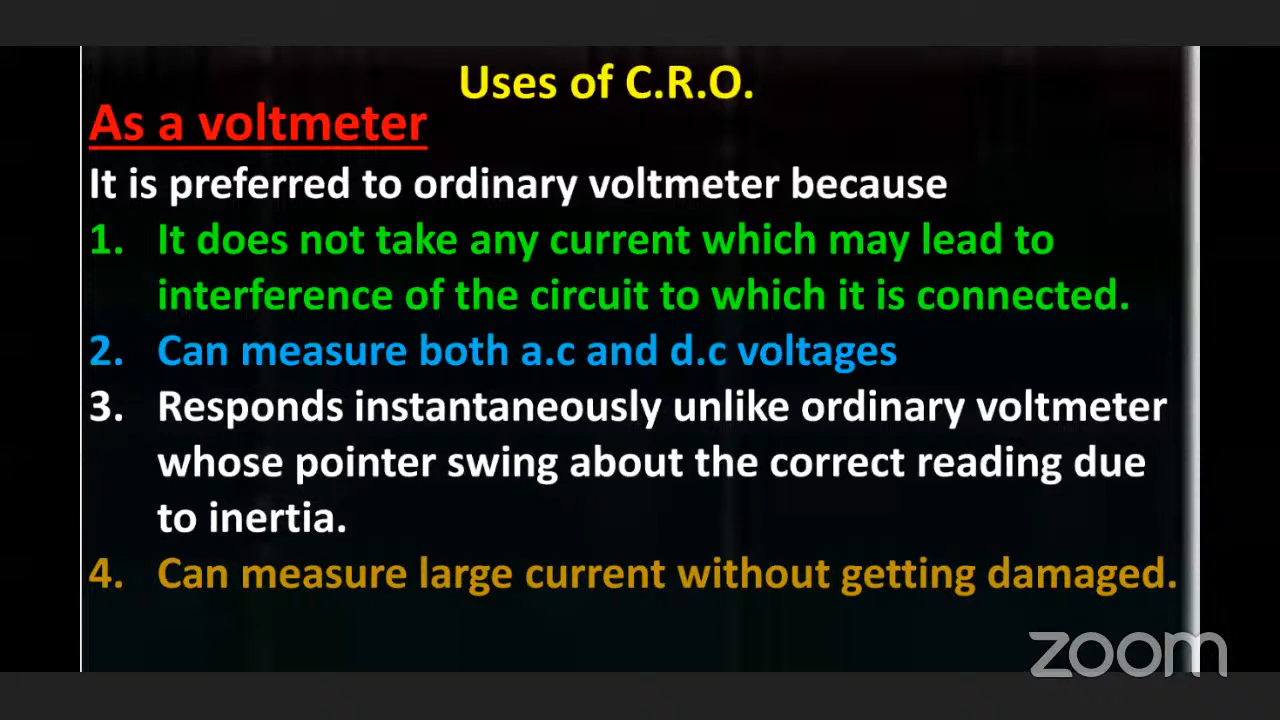 Uses of C.R.O.
As a voltmeter
It is preferred to ordinary voltmeter because
1. It does not take any current which may lead to
interference of the circuit to which it is connected.
2. Can measure both a.c and d.c voltages
3. Responds instantaneously unlike ordinary voltmeter
whose pointer swing about the correct reading due
to inertia.
4. Can measure large current without getting damaged.
zoom